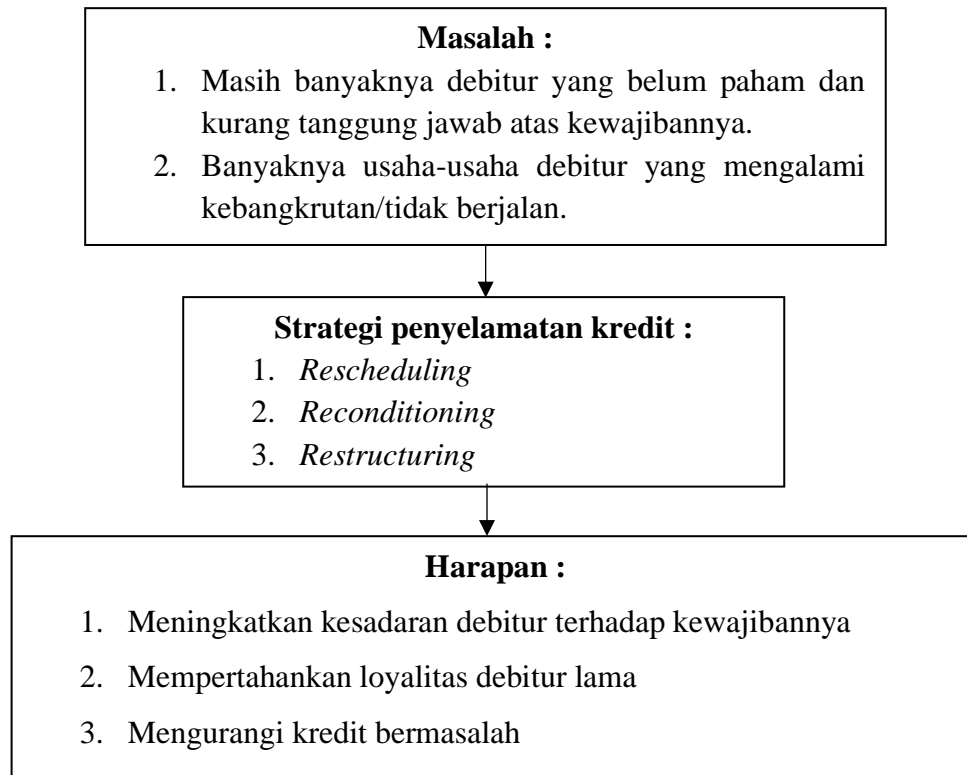 Masalah :
1. Masih banyaknya debitur yang belum paham dan
kurang tanggung jawab atas kewajibannya.
2. Banyaknya usaha-usaha debitur yang mengalami
kebangkrutan/tidak berjalan.
Strategi penyelamatan kredit :
1. Rescheduling
2. Reconditioning
3. Restructuring
Harapan :
1. Meningkatkan kesadaran debitur terhadap kewajibannya
2. Mempertahankan loyalitas debitur lama
3. Mengurangi kredit bermasalah